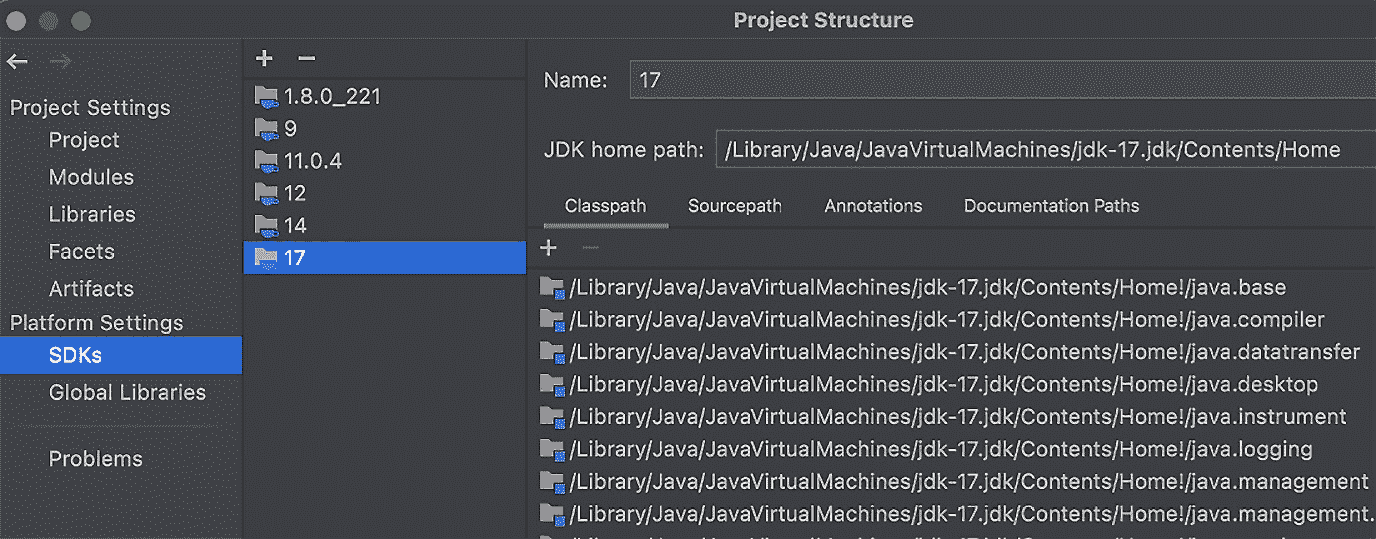 Project Structure
Project Settings
Project
Modules
Libraries
Facets
Artifacts
Platform Settings
SDKs
Global Libraries
Problems
1.8.0_221
9
11.0.4
12
14
17
Name: 17
JDK home path: /Library/Java/JavaVirtualMachines/jdk-17.jdk/Contents/Home
Classpath Sourcepath Annotations Documentation Paths
/Library/Java/JavaVirtualMachines/jdk-17.jdk/Contents/Home!/java.base
/Library/Java/JavaVirtualMachines/jdk-17.jdk/Contents/Home!/java.compiler
/Library/Java/JavaVirtualMachines/jdk-17.jdk/Contents/Home!/java.datatransfer
/Library/Java/JavaVirtualMachines/jdk-17.jdk/Contents/Home!/java.desktop
/Library/Java/JavaVirtualMachines/jdk-17.jdk/Contents/Home!/java.instrument
/Library/Java/JavaVirtualMachines/jdk-17.jdk/Contents/Home!/java.logging
/Library/Java/JavaVirtualMachines/jdk-17.jdk/Contents/Home!/java.management
/Library/Java/JavaVirtualMachines/jdk-17.jdk/Contents/Home!/java.management.